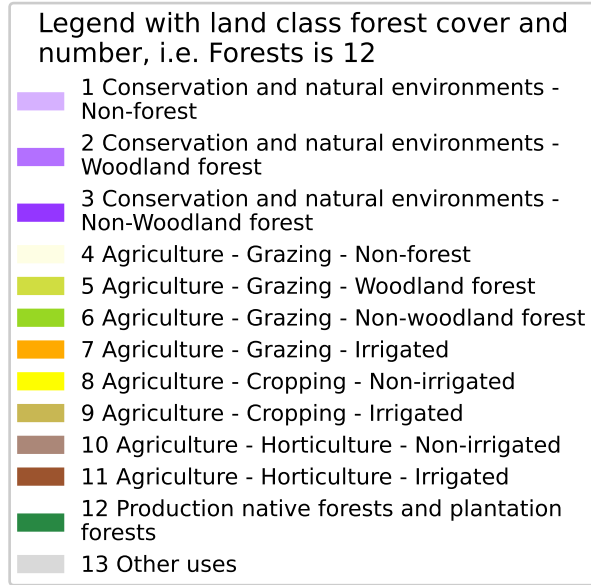 Legend with land class forest cover and
number, i.e. Forests is 12
1 Conservation and natural environments -
Non-forest
2 Conservation and natural environments -
Woodland forest
3 Conservation and natural environments -
Non-Woodland forest
4 Agriculture - Grazing - Non-forest
5 Agriculture - Grazing - Woodland forest
6 Agriculture - Grazing - Non-woodland forest
7 Agriculture - Grazing - Irrigated
8 Agriculture - Cropping - Non-irrigated
9 Agriculture - Cropping - Irrigated
10 Agriculture - Horticulture - Non-irrigated
11 Agriculture - Horticulture - Irrigated
12 Production native forests and plantation
forests
13 Other uses